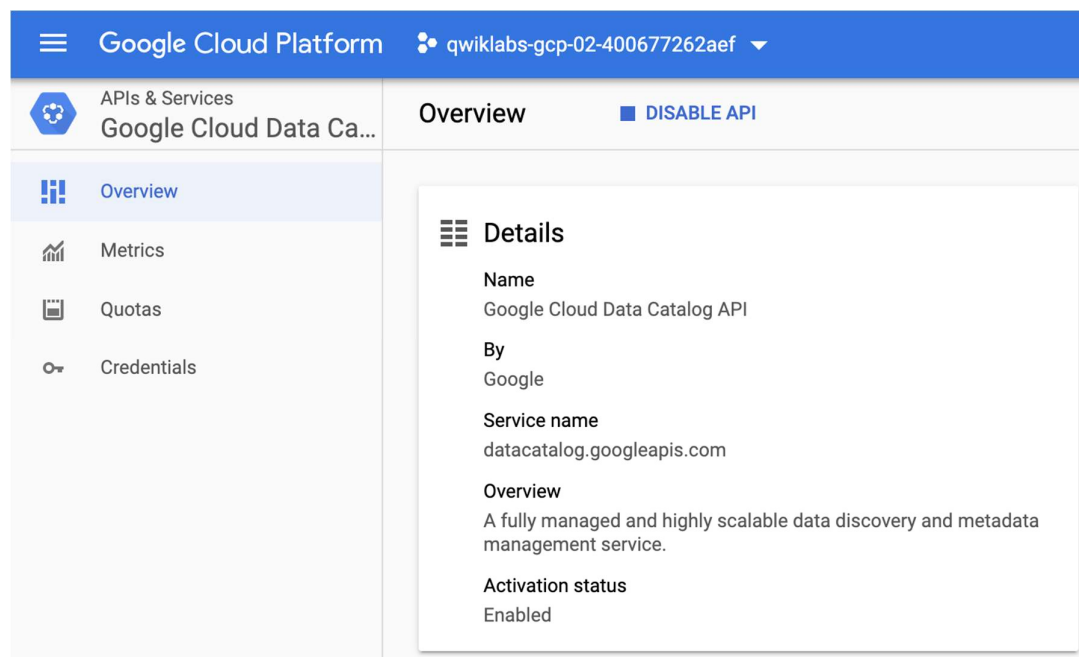 Google Cloud Platform
qwiklabs-gcp-02-400677262aef
APIs & Services
Google Cloud Data Ca...
Overview
DISABLE API
Overview
Metrics
Quotas
Credentials
Details
Name
Google Cloud Data Catalog API
By
Google
Service name
datacatalog.googleapis.com
Overview
A fully managed and highly scalable data discovery and metadata
management service.
Activation status
Enabled